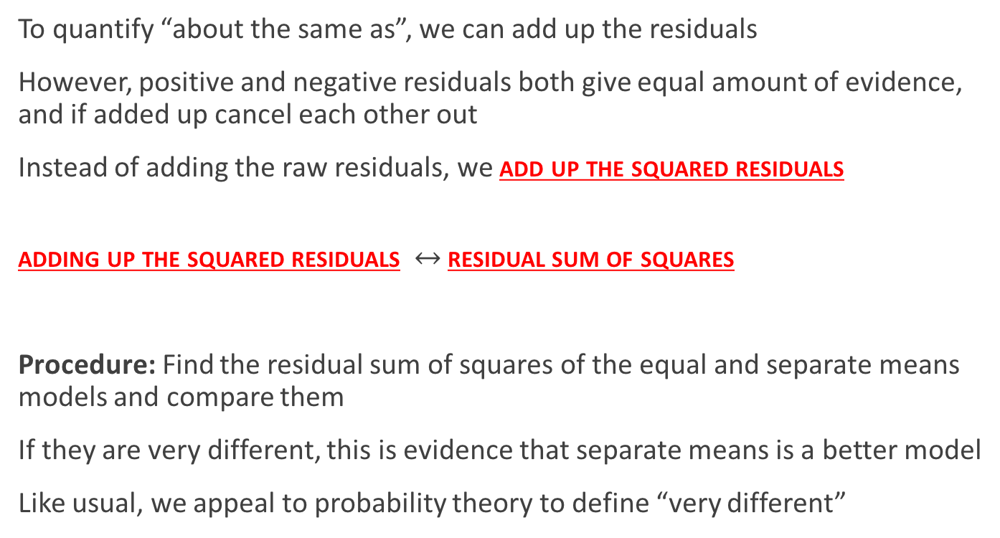 To quantify “about the same as”, we can add up the residuals
However, positive and negative residuals both give equal amount of evidence,
and if added up cancel each other out
Instead of adding the raw residuals, we ADD UP THE SQUARED RESIDUALS
ADDING UP THE SQUARED RESIDUALS ↔ RESIDUAL SUM OF SQUARES
Procedure: Find the residual sum of squares of the equal and separate means
models and compare them
If they are very different, this is evidence that separate means is a better model
Like usual, we appeal to probability theory to define “very different”